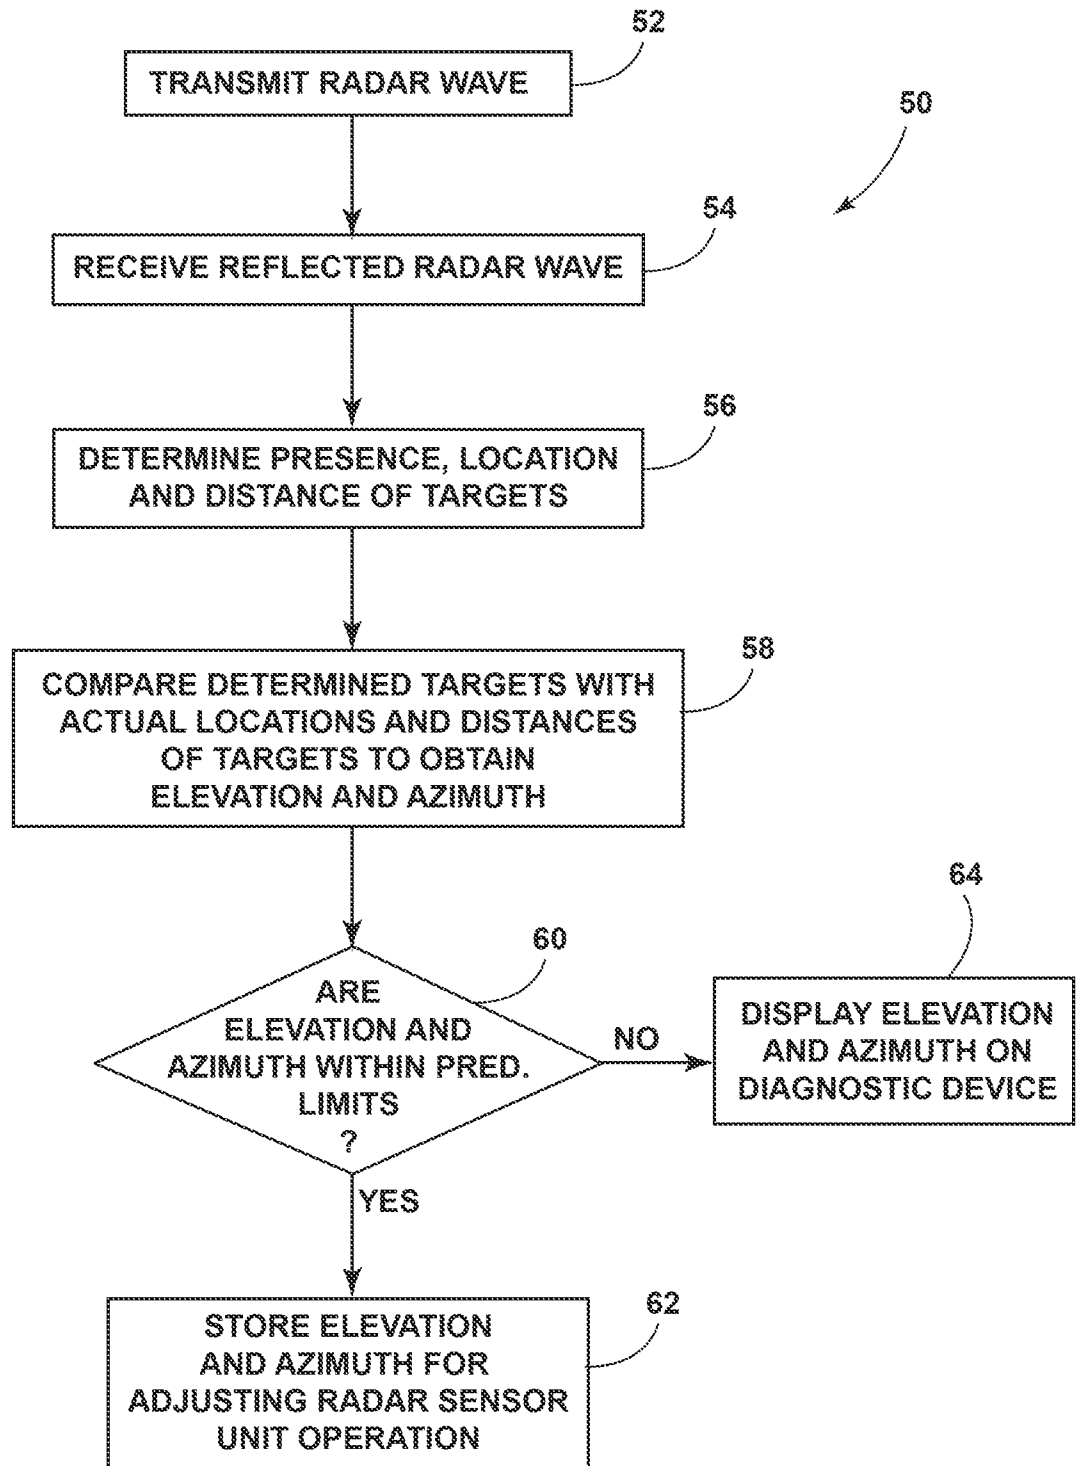 52
TRANSMIT RADAR WAVE
50
54
RECEIVE REFLECTED RADAR WAVE
56
DETERMINE PRESENCE, LOCATION
AND DISTANCE OF TARGETS
58
COMPARE DETERMINED TARGETS WITH
ACTUAL LOCATIONS AND DISTANCES
OF TARGETS TO OBTAIN
ELEVATION AND AZIMUTH
60
ARE
ELEVATION AND
AZIMUTH WITHIN PRED.
LIMITS
?
NO
64
DISPLAY ELEVATION
AND AZIMUTH ON
DIAGNOSTIC DEVICE
YES
62
STORE ELEVATION
AND AZIMUTH FOR
ADJUSTING RADAR SENSOR
UNIT OPERATION